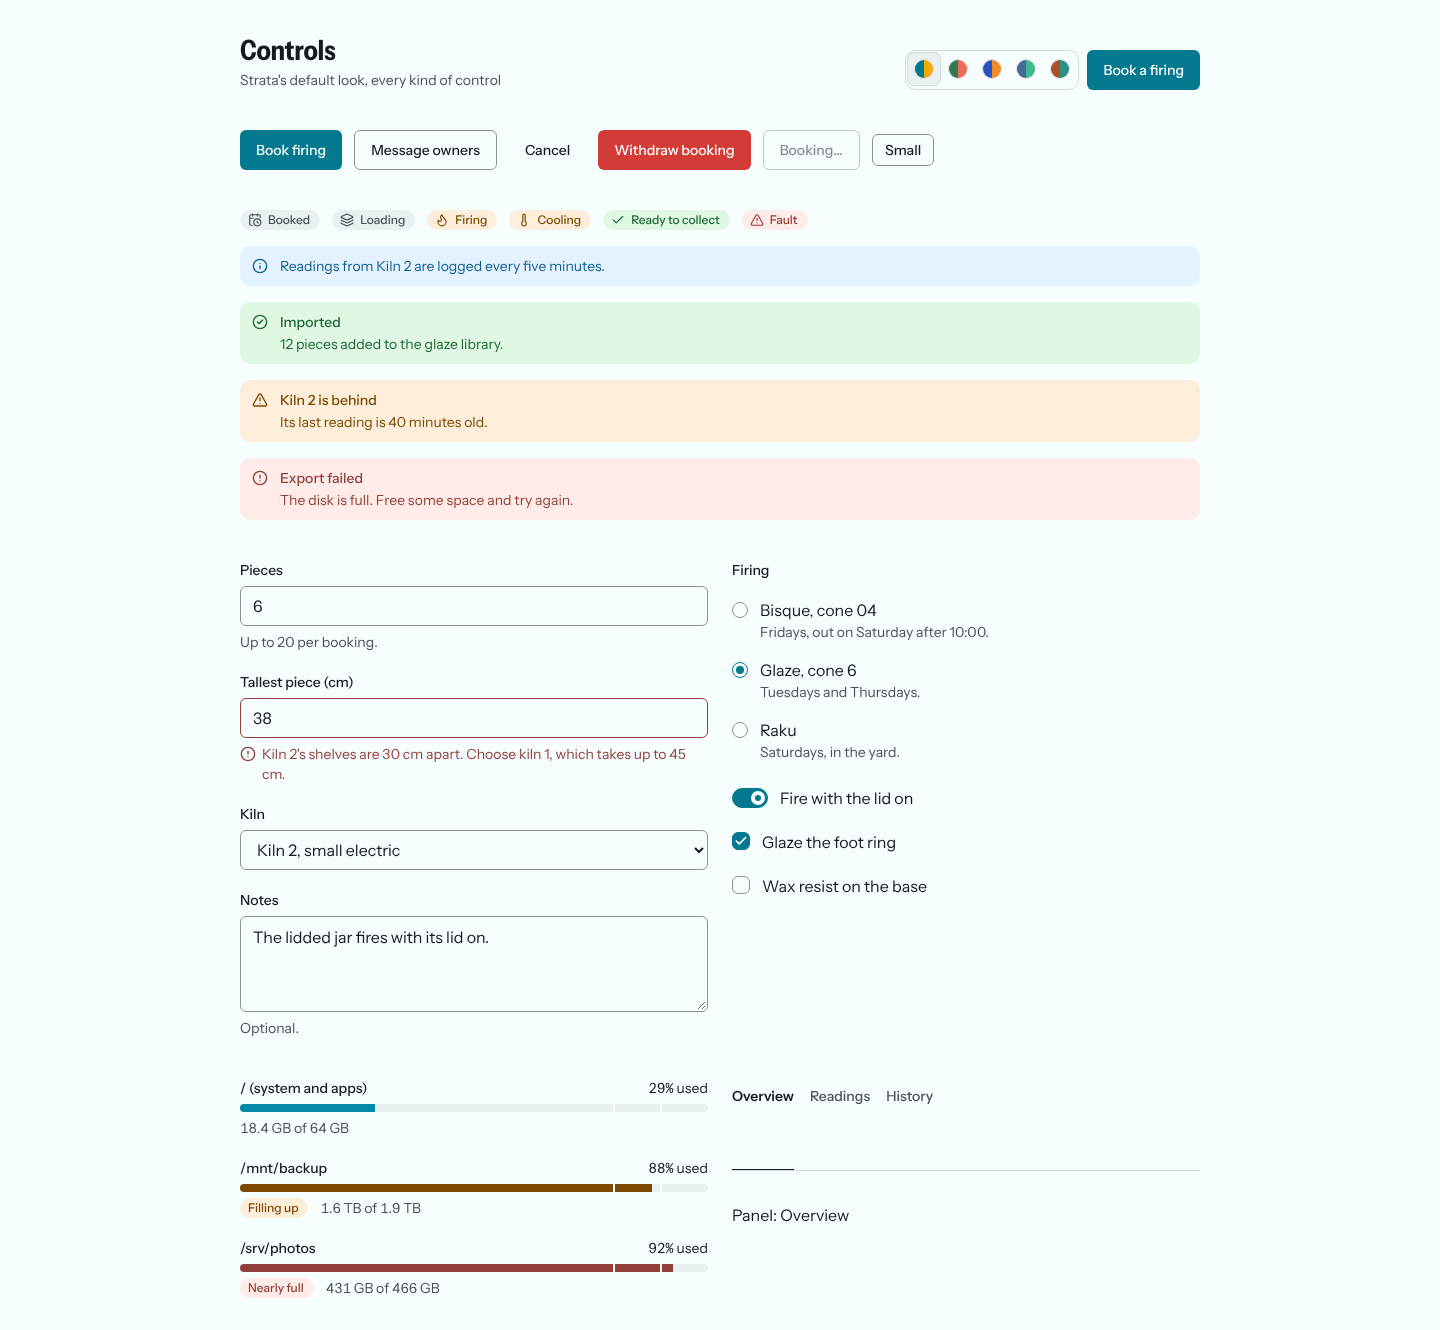 Controls
Strata's default look, every kind of control
Book a firing
Book firing
Message owners
Cancel
Withdraw booking
Booking...
Small
Booked
Loading
Firing
Cooling
Ready to collect
Fault
Readings from Kiln 2 are logged every five minutes.
Imported
12 pieces added to the glaze library.
Kiln 2 is behind
Its last reading is 40 minutes old.
Export failed
The disk is full. Free some space and try again.
Pieces
6
Up to 20 per booking.
Tallest piece (cm)
38
Kiln 2's shelves are 30 cm apart. Choose kiln 1, which takes up to 45
cm.
Kiln
Kiln 2, small electric
Notes
The lidded jar fires with its lid on.
Optional.
Firing
Bisque, cone 04
Fridays, out on Saturday after 10:00.
Glaze, cone 6
Tuesdays and Thursdays.
Raku
Saturdays, in the yard.
Fire with the lid on
Glaze the foot ring
Wax resist on the base
/ (system and apps)
29% used
18.4 GB of 64 GB
/mnt/backup
88% used
Filling up
1.6 TB of 1.9 TB
/srv/photos
92% used
Nearly full
431 GB of 466 GB
Overview
Readings
History
Panel: Overview